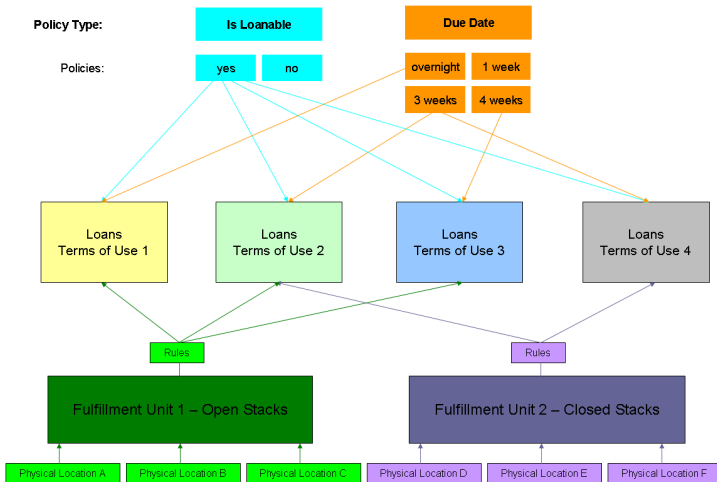 Policy Type:
Is Loanable
Due Date
Policies:
yes
no
overnight
1 week
3 weeks
4 weeks
Loans
Terms of Use 1
Loans
Terms of Use 2
Loans
Terms of Use 3
Loans
Terms of Use 4
Rules
Rules
Fulfillment Unit 1 – Open Stacks
Fulfillment Unit 2 – Closed Stacks
Physical Location A
Physical Location B
Physical Location C
Physical Location D
Physical Location E
Physical Location F